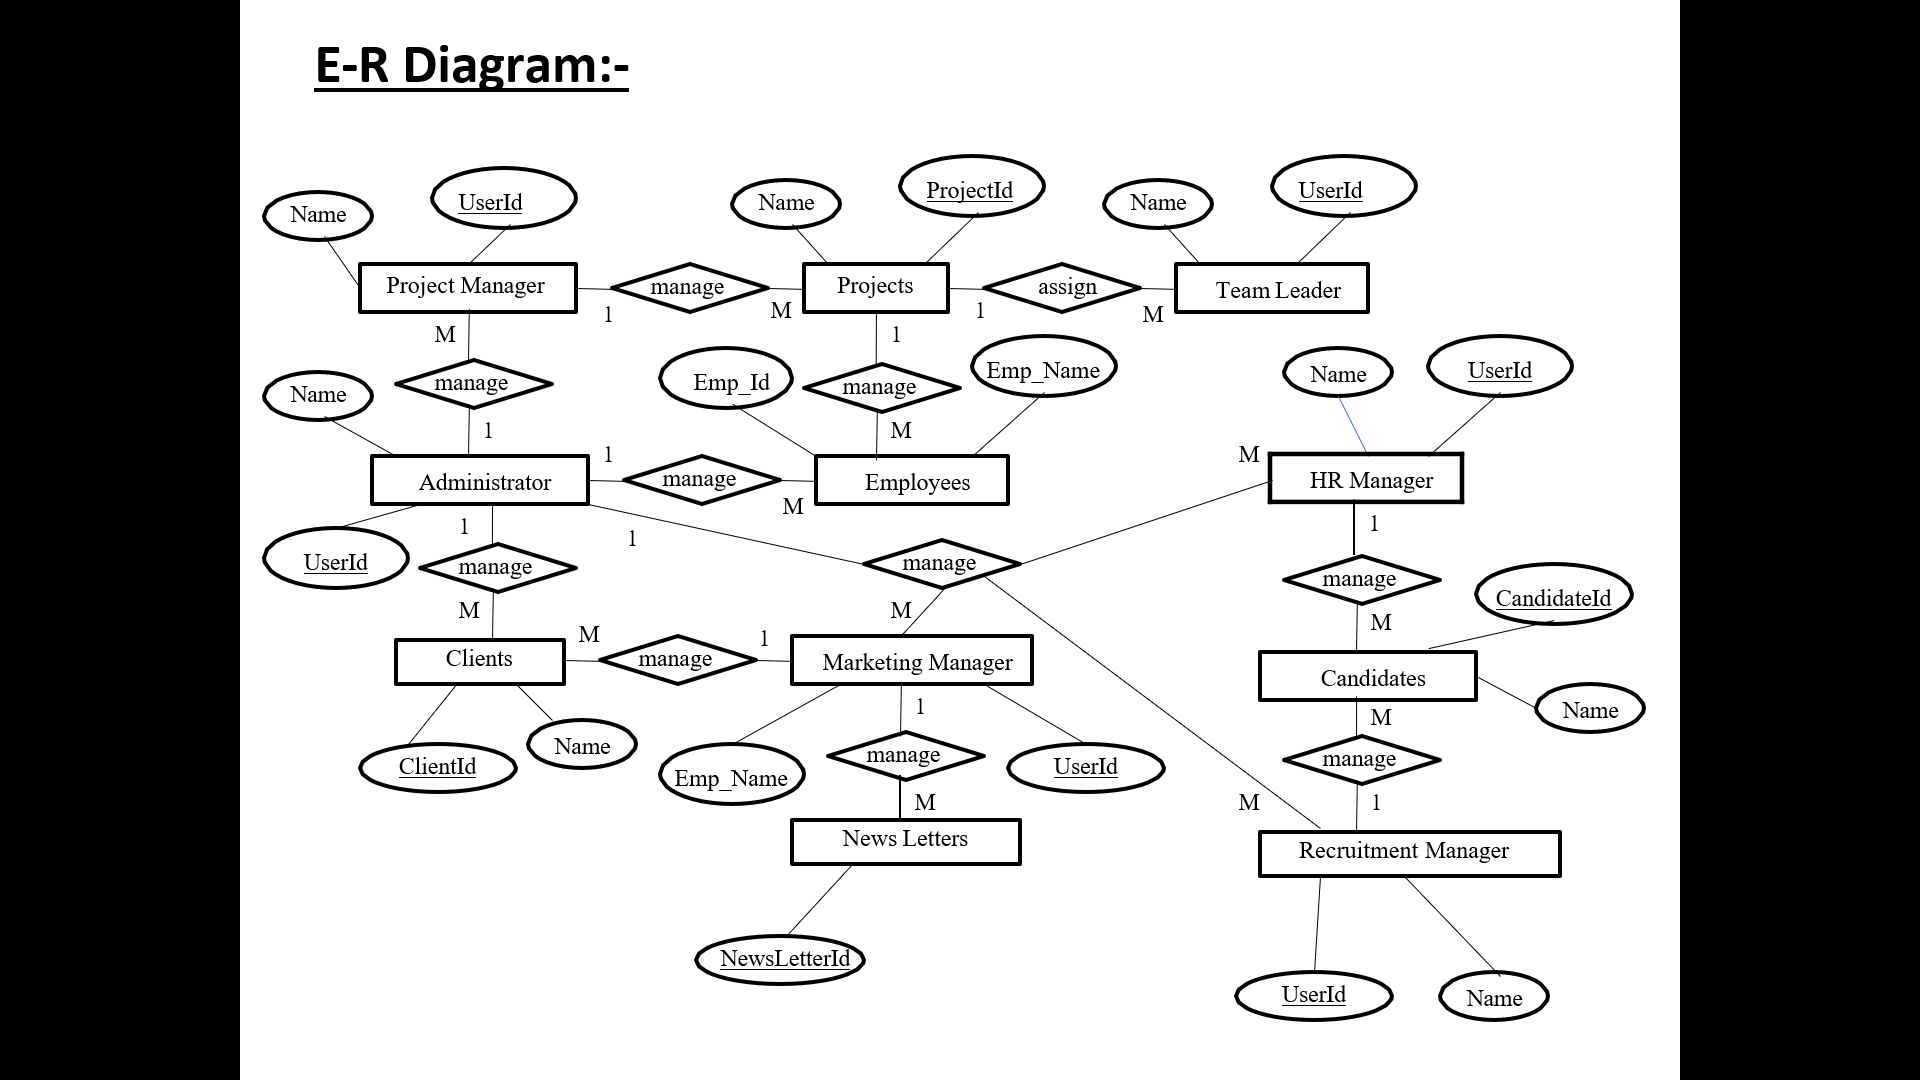 E-R Diagram:-
Name
UserId
Name
ProjectId
Name
UserId
Project Manager
manage
Projects
assign
Team Leader
1
M
1
M
M
1
Name
manage
Emp_Id
manage
Emp_Name
Name
UserId
1
M
Administrator
1
manage
M
Employees
M
HR Manager
UserId
1
manage
M
1
manage
M
1
manage
M
CandidateId
Clients
M
manage
1
Marketing Manager
Candidates
Name
ClientId
Name
Emp_Name
1
manage
M
UserId
M
manage
1
M
News Letters
Recruitment Manager
NewsLetterId
UserId
Name